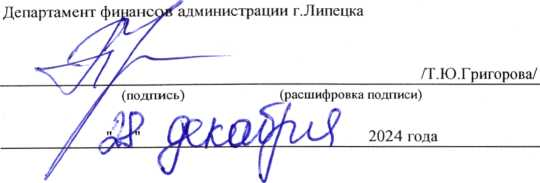 Департамент финансов администрации г.Липецка
/Т.Ю.Григорова/
(подпись) (расшифровка подписи)
"28" декабря 2024 года